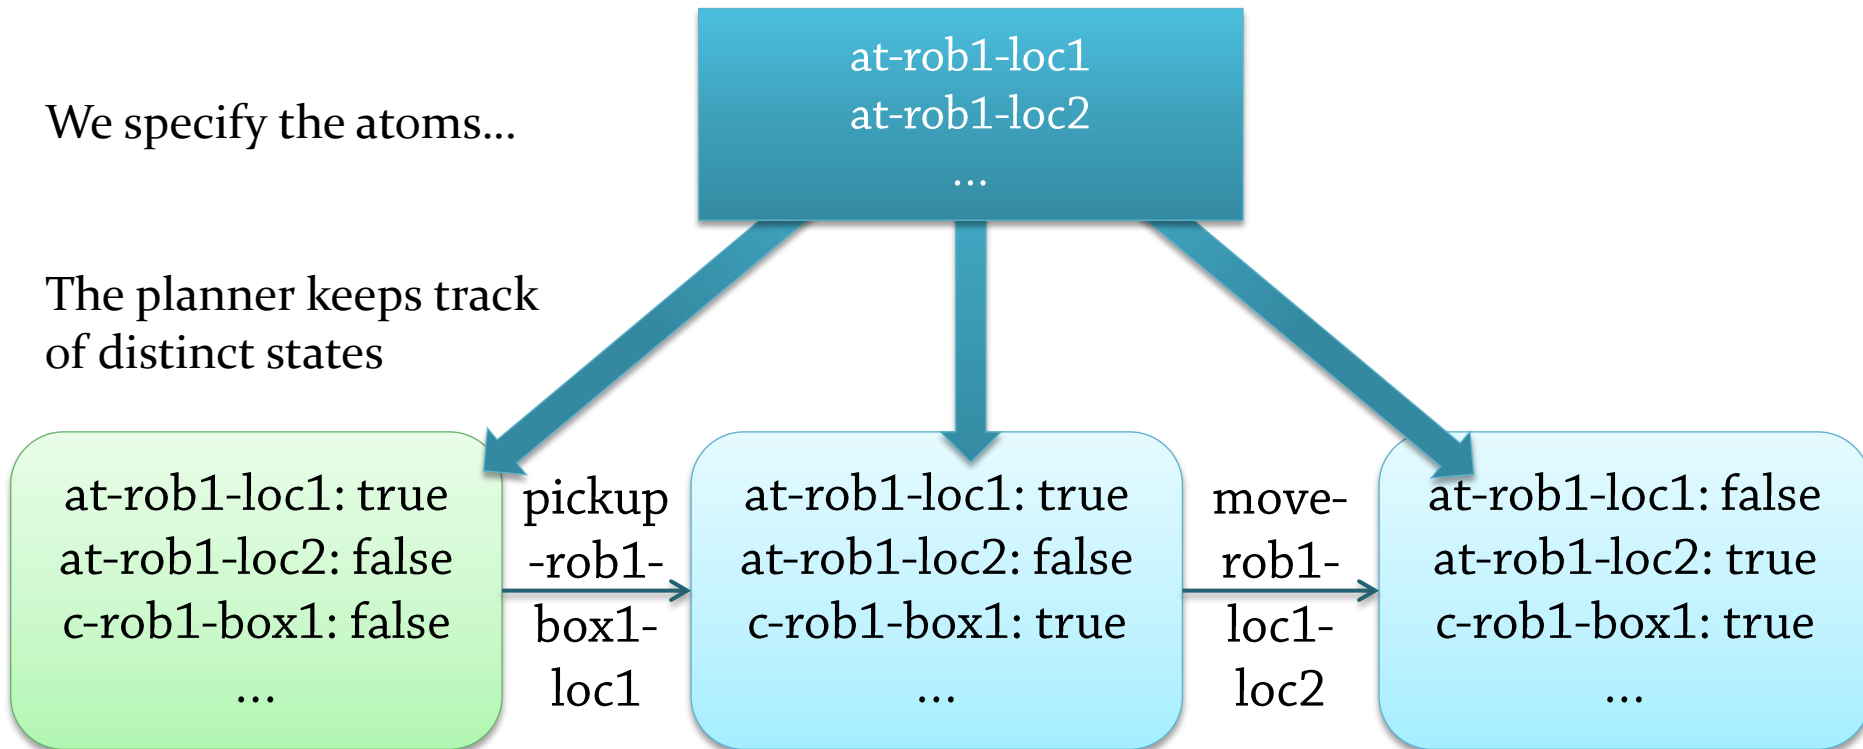 at-rob1-loc1
at-rob1-loc2
...
We specify the atoms...
The planner keeps track
of distinct states
at-rob1-loc1: true
at-rob1-loc2: false
c-rob1-box1: false
...
pickup
-rob1-
box1-
loc1
at-rob1-loc1: true
at-rob1-loc2: false
c-rob1-box1: true
...
move-
rob1-
loc1-
loc2
at-rob1-loc1: false
at-rob1-loc2: true
c-rob1-box1: true
...